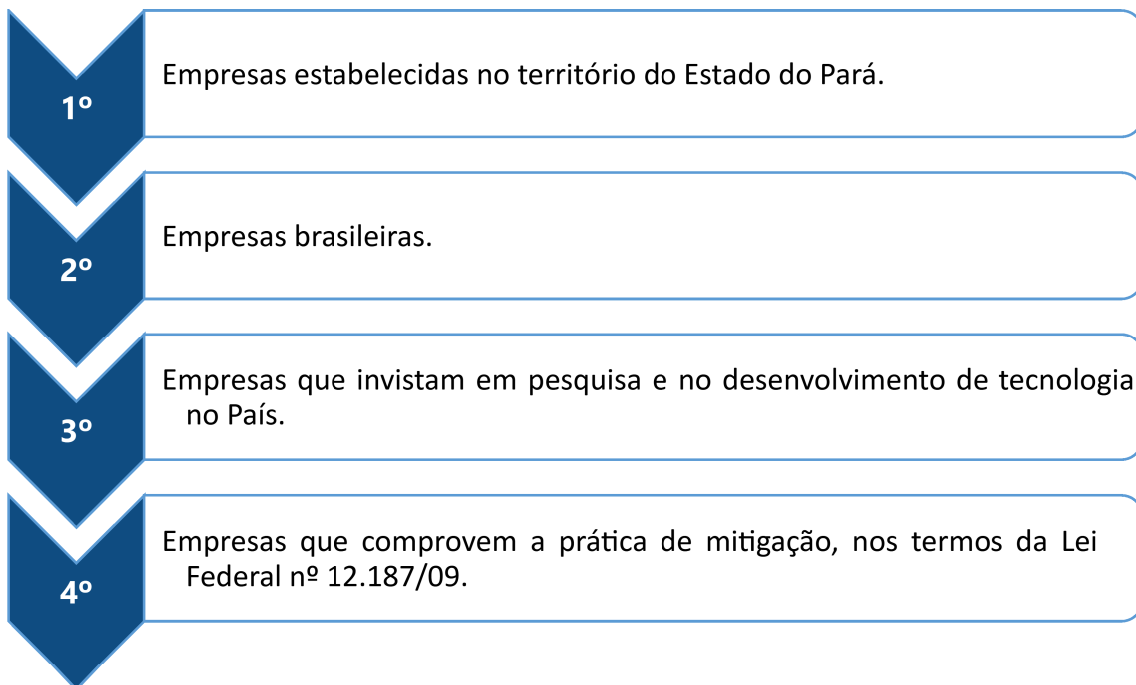 1º
Empresas estabelecidas no território do Estado do Pará.
2º
Empresas brasileiras.
3º
Empresas que invistam em pesquisa e no desenvolvimento de tecnologia
no País.
4º
Empresas que comprovem a prática de mitigação, nos termos da Lei
Federal nº 12.187/09.